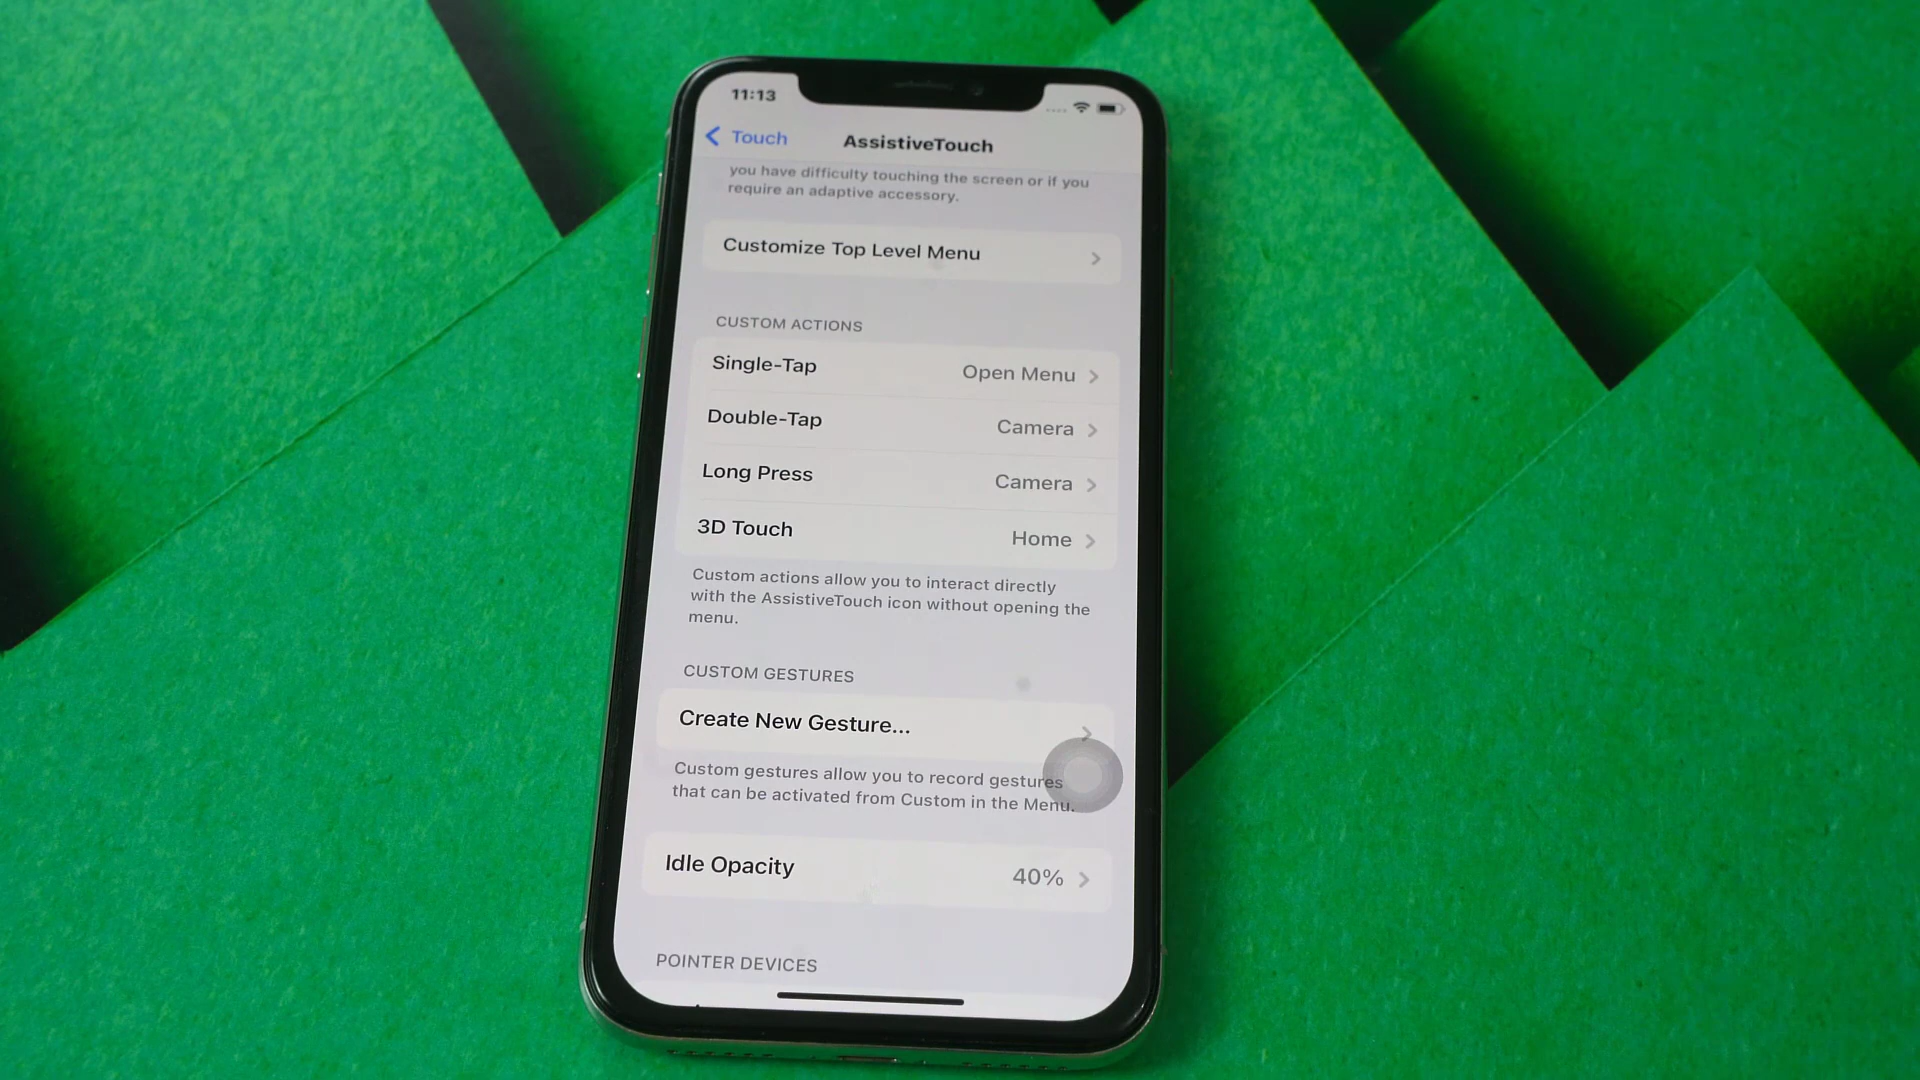 11:13
Touch
AssistiveTouch
you have difficulty touching the screen or if you
require an adaptive accessory.
Customize Top Level Menu
CUSTOM ACTIONS
Single-Tap Open Menu
Double-Tap Camera
Long Press Camera
3D Touch Home
Custom actions allow you to interact directly
with the AssistiveTouch icon without opening the
menu.
CUSTOM GESTURES
Create New Gesture...
Custom gestures allow you to record gestures
that can be activated from Custom in the Menu.
Idle Opacity 40%
POINTER DEVICES